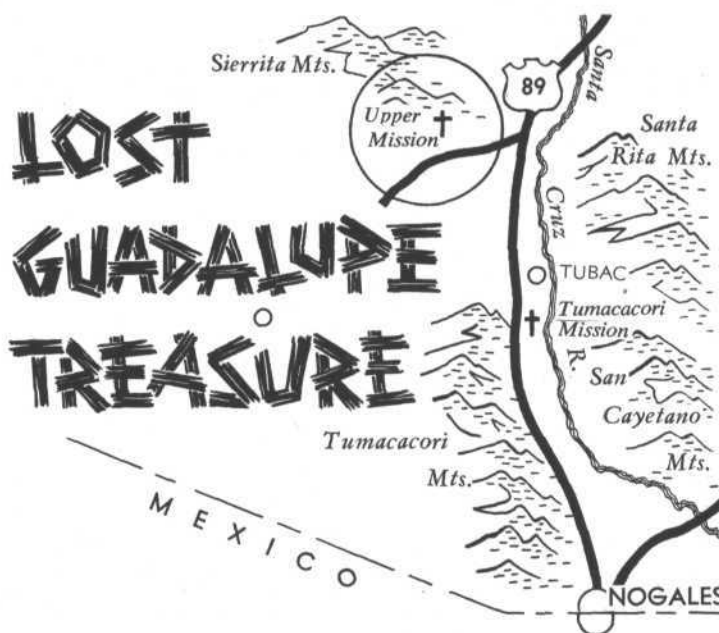 LOST
GUADALUPE
TREASURE
Sierrita Mts.
Upper
Mission
89
Santa
Cruz
R.
Santa
Rita Mts.
TUBAC
Tumacacori
Mission
San
Cayetano
Mts.
Tumacacori
Mts.
MEXICO
NOGALES